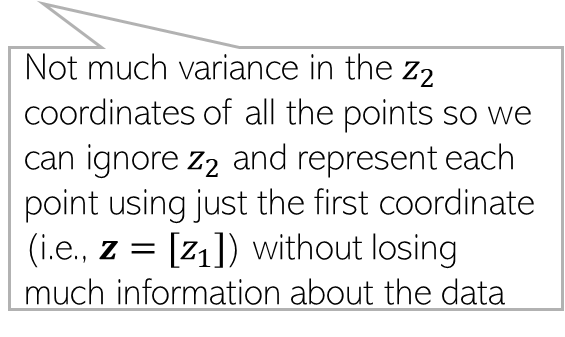 Not much variance in the z₂
coordinates of all the points so we
can ignore z₂ and represent each
point using just the first coordinate
(i.e., z = [z₁]) without losing
much information about the data